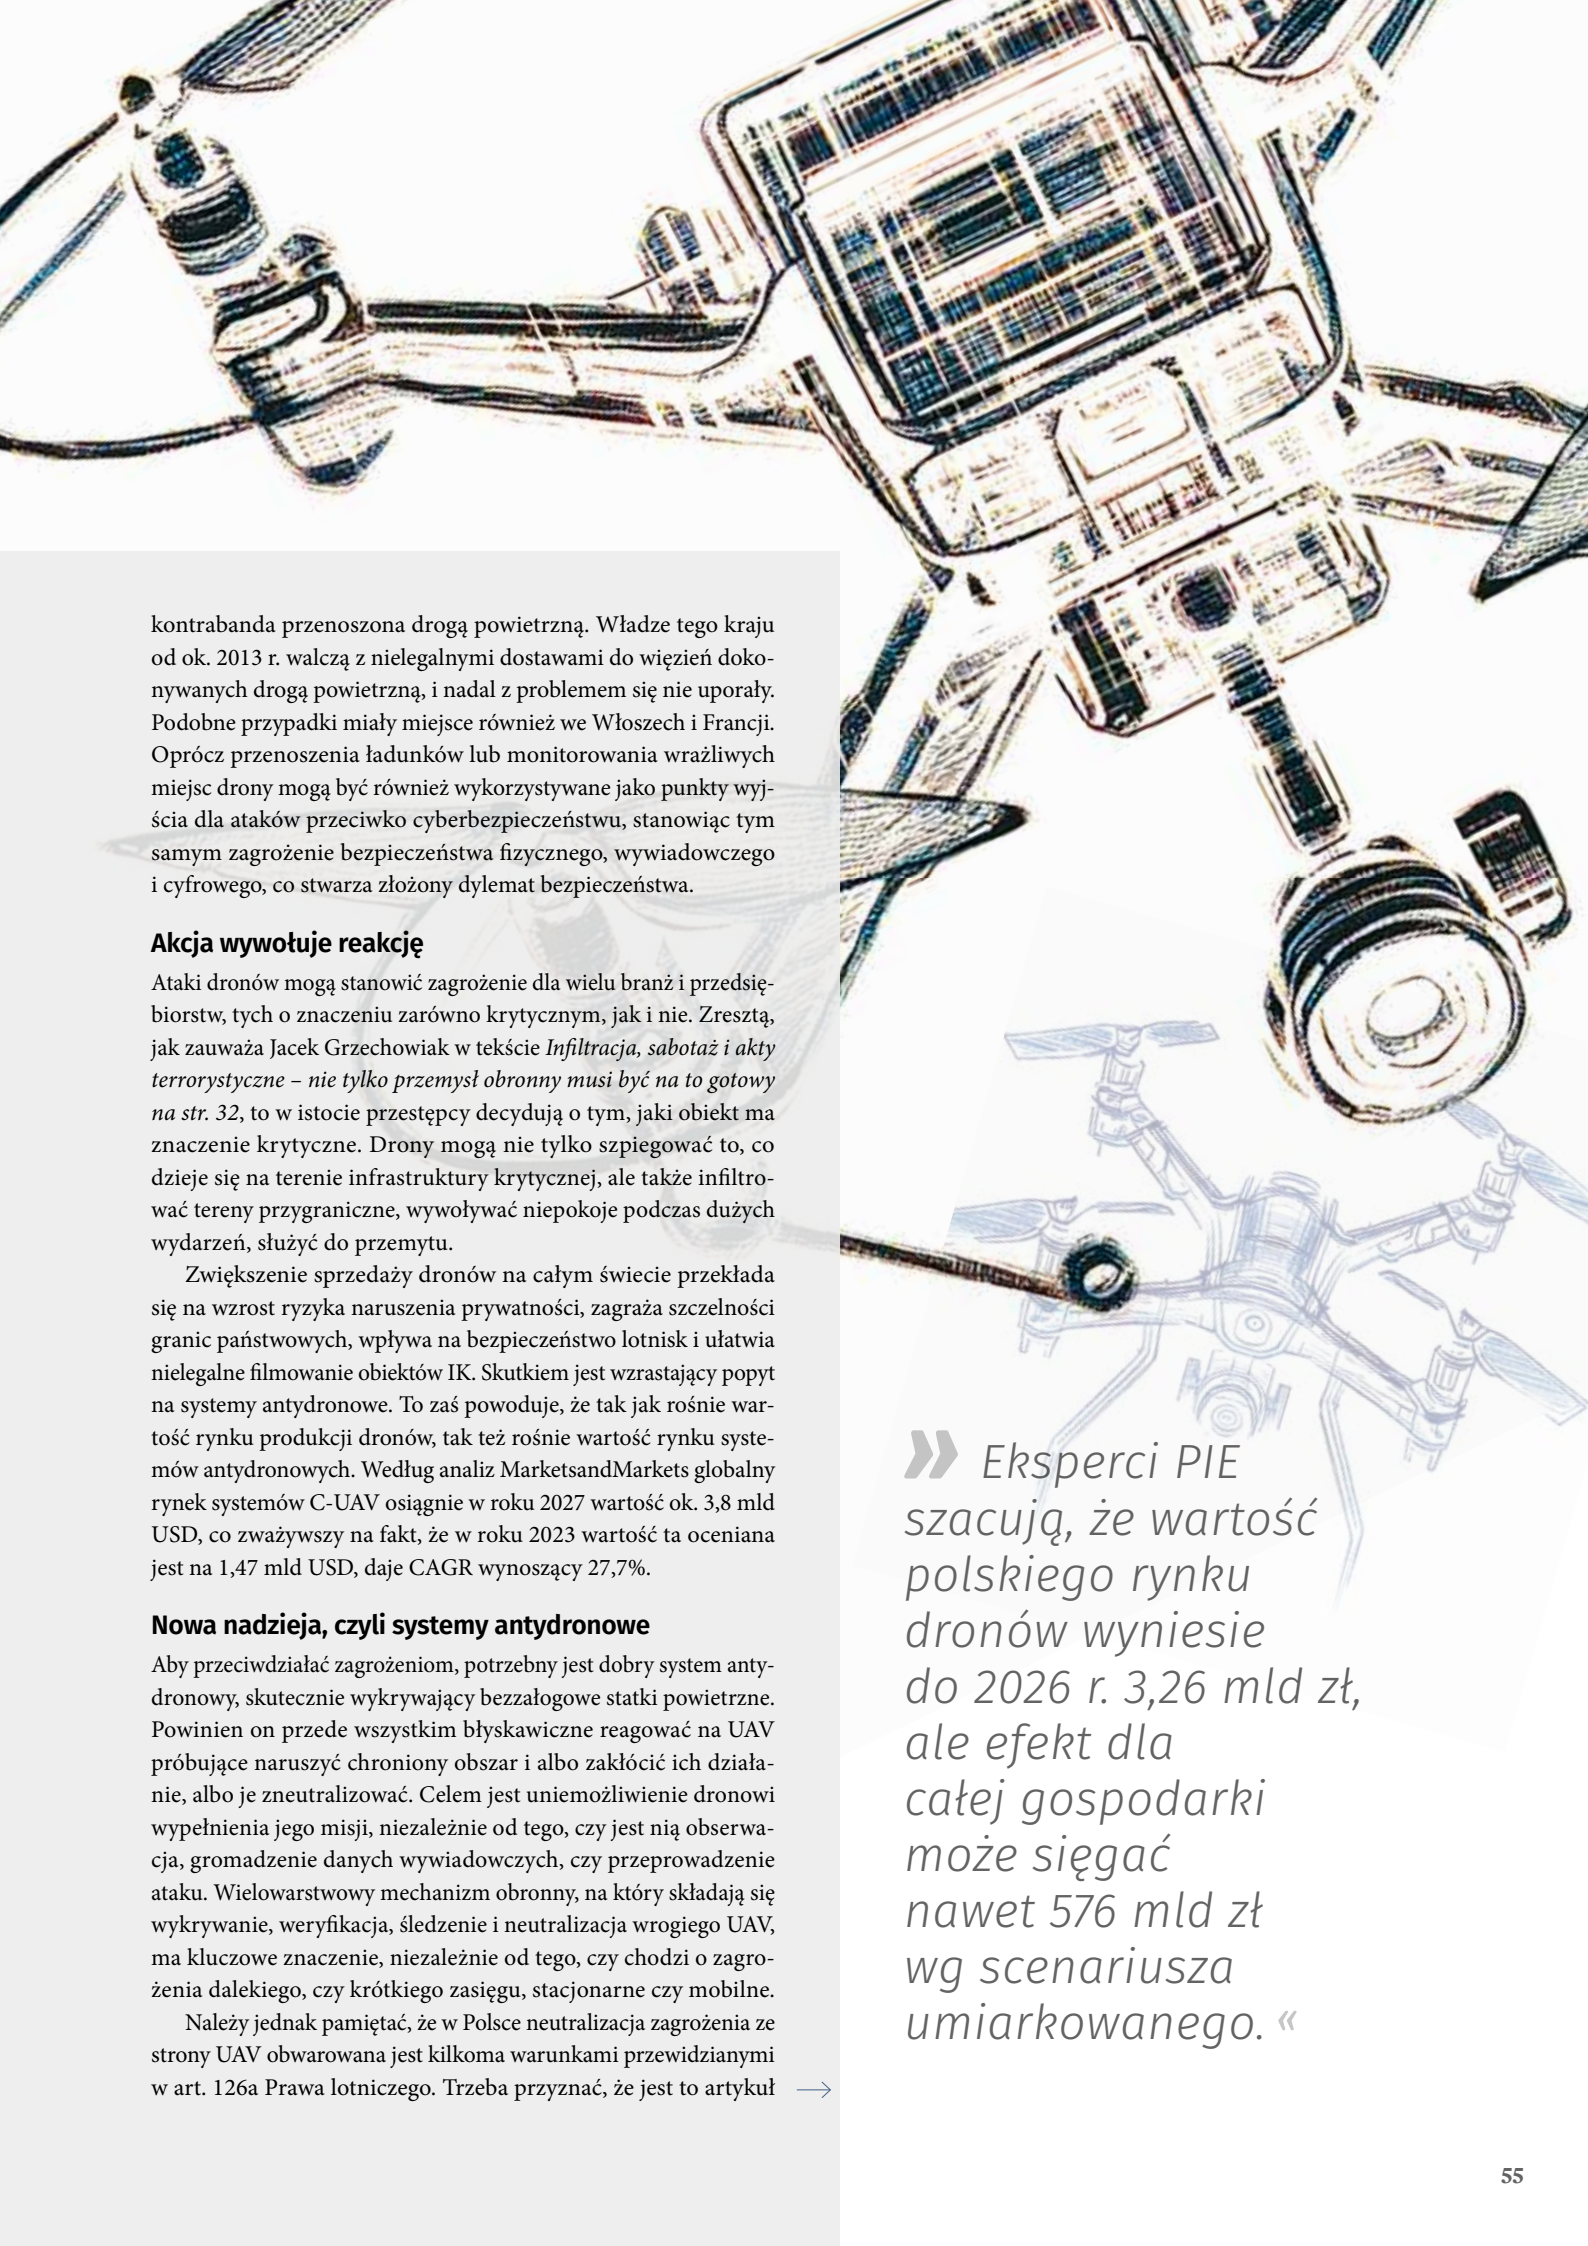 kontrabanda przenoszona drogą powietrzną. Władze tego kraju
od ok. 2013 r. walczą z nielegalnymi dostawami do więzień doko-
nywanych drogą powietrzną, i nadal z problemem się nie uporały.
Podobne przypadki miały miejsce również we Włoszech i Francji.
Oprócz przenoszenia ładunków lub monitorowania wrażliwych
miejsc drony mogą być również wykorzystywane jako punkty wyj-
ścia dla ataków przeciwko cyberbezpieczeństwu, stanowiąc tym
samym zagrożenie bezpieczeństwa fizycznego, wywiadowczego
i cyfrowego, co stwarza złożony dylemat bezpieczeństwa.
Akcja wywołuje reakcję
Ataki dronów mogą stanowić zagrożenie dla wielu branż i przedsię-
biorstw, tych o znaczeniu zarówno krytycznym, jak i nie. Zresztą,
jak zauważa Jacek Grzechowiak w tekście Infiltracja, sabotaż i akty
terrorystyczne – nie tylko przemysł obronny musi być na to gotowy
na str. 32, to w istocie przestępcy decydują o tym, jaki obiekt ma
znaczenie krytyczne. Drony mogą nie tylko szpiegować to, co
dzieje się na terenie infrastruktury krytycznej, ale także infiltro-
wać tereny przygraniczne, wywoływać niepokoje podczas dużych
wydarzeń, służyć do przemytu.
Zwiększenie sprzedaży dronów na całym świecie przekłada
się na wzrost ryzyka naruszenia prywatności, zagraża szczelności
granic państwowych, wpływa na bezpieczeństwo lotnisk i ułatwia
nielegalne filmowanie obiektów IK. Skutkiem jest wzrastający popyt
na systemy antydronowe. To zaś powoduje, że tak jak rośnie war-
tość rynku produkcji dronów, tak też rośnie wartość rynku syste-
mów antydronowych. Według analiz MarketsandMarkets globalny
rynek systemów C-UAV osiągnie w roku 2027 wartość ok. 3,8 mld
USD, co zważywszy na fakt, że w roku 2023 wartość ta oceniana
jest na 1,47 mld USD, daje CAGR wynoszący 27,7%.
Nowa nadzieja, czyli systemy antydronowe
Aby przeciwdziałać zagrożeniom, potrzebny jest dobry system anty-
dronowy, skutecznie wykrywający bezzałogowe statki powietrzne.
Powinien on przede wszystkim błyskawiczne reagować na UAV
próbujące naruszyć chroniony obszar i albo zakłócić ich działa-
nie, albo je zneutralizować. Celem jest uniemożliwienie dronowi
wypełnienia jego misji, niezależnie od tego, czy jest nią obserwa-
cja, gromadzenie danych wywiadowczych, czy przeprowadzenie
ataku. Wielowarstwowy mechanizm obronny, na który składają się
wykrywanie, weryfikacja, śledzenie i neutralizacja wrogiego UAV,
ma kluczowe znaczenie, niezależnie od tego, czy chodzi o zagro-
żenia dalekiego, czy krótkiego zasięgu, stacjonarne czy mobilne.
Należy jednak pamiętać, że w Polsce neutralizacja zagrożenia ze
strony UAV obwarowana jest kilkoma warunkami przewidzianymi
w art. 126a Prawa lotniczego. Trzeba przyznać, że jest to artykuł →
» Eksperci PIE
szacują, że wartość
polskiego rynku
dronów wyniesie
do 2026 r. 3,26 mld zł,
ale efekt dla
całej gospodarki
może sięgać
nawet 576 mld zł
wg scenariusza
umiarkowanego. «
55